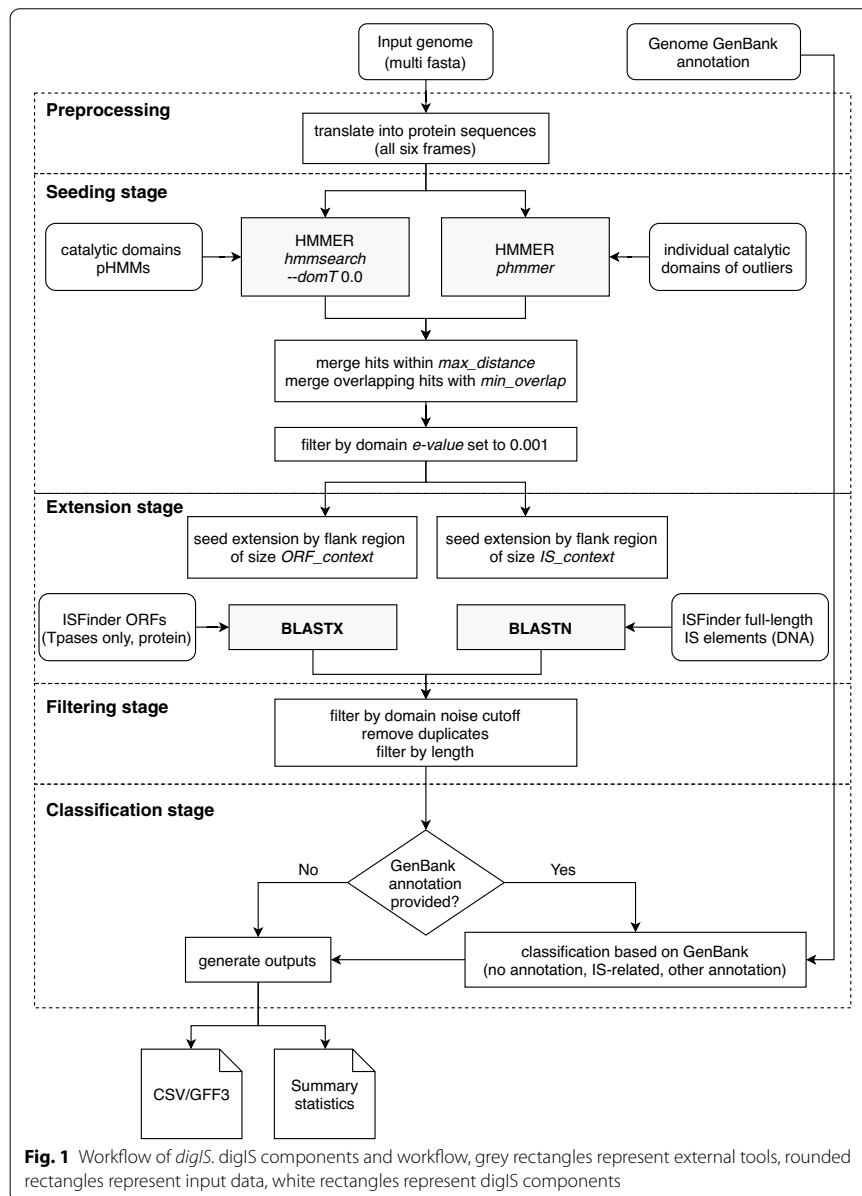 Input genome
(multi fasta)
Genome GenBank
annotation
Preprocessing
translate into protein sequences
(all six frames)
Seeding stage
catalytic domains
pHMMs
HMMER
hmmsearch
--domT 0.0
HMMER
phmmer
individual catalytic
domains of outliers
merge hits within max_distance
merge overlapping hits with min_overlap
filter by domain e-value set to 0.001
Extension stage
seed extension by flank region
of size ORF_context
seed extension by flank region
of size IS_context
ISFinder ORFs
(Tpases only, protein)
BLASTX
BLASTN
ISFinder full-length
IS elements (DNA)
Filtering stage
filter by domain noise cutoff
remove duplicates
filter by length
Classification stage
No
GenBank
annotation
provided?
Yes
generate outputs
classification based on GenBank
(no annotation, IS-related, other annotation)
CSV/GFF3
Summary
statistics
Fig. 1 Workflow of digIS. digIS components and workflow, grey rectangles represent external tools, rounded
rectangles represent input data, white rectangles represent digIS components